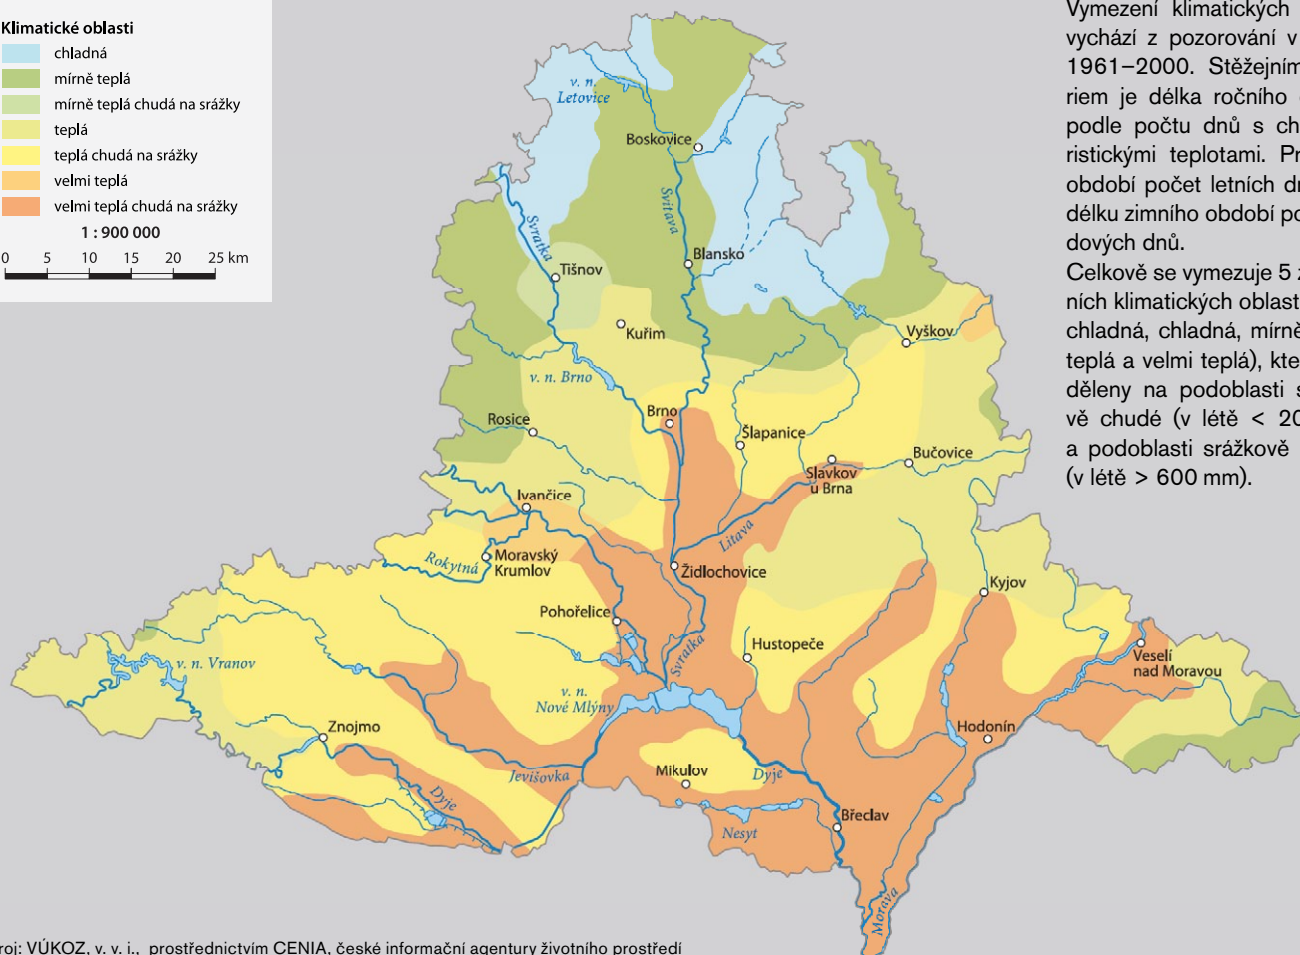 Klimatické oblasti
chladná
mírně teplá
mírně teplá chudá na srážky
teplá
teplá chudá na srážky
velmi teplá
velmi teplá chudá na srážky
1 : 900 000
0 5 10 15 20 25 km
Vymezení klimatických
vychází z pozorování v
1961–2000. Stěžejním
riem je délka ročního
podle počtu dnů s ch
ristickými teplotami. Pr
období počet letních dr
délku zimního období po
dových dnů.
Celkově se vymezuje 5
ních klimatických oblast
chladná, chladná, mírně
teplá a velmi teplá), kte
děleny na podoblasti s
vě chudé (v létě < 20
a podoblasti srážkově
(v létě > 600 mm).
v. n.
Letovice
Boskovice
Svitava
Svratka
Blansko
Tišnov
Kuřim
Vyškov
v. n. Brno
Brno
Rosice
Šlapanice
Bučovice
Slavkov
u Brna
Ivančice
Litava
Rokytná
Moravský
Krumlov
Židlochovice
Kyjov
Pohořelice
Svratka
Hustopeče
Veselí
nad Moravou
v. n. Vranov
v. n.
Nové Mlýny
Znojmo
Hodonín
Jevišovka
Mikulov
Dyje
Dyje
Břeclav
Nesyt
Morava
roj: VÚKOZ, v. v. i., prostřednictvím CENIA, české informační agentury životního prostředí